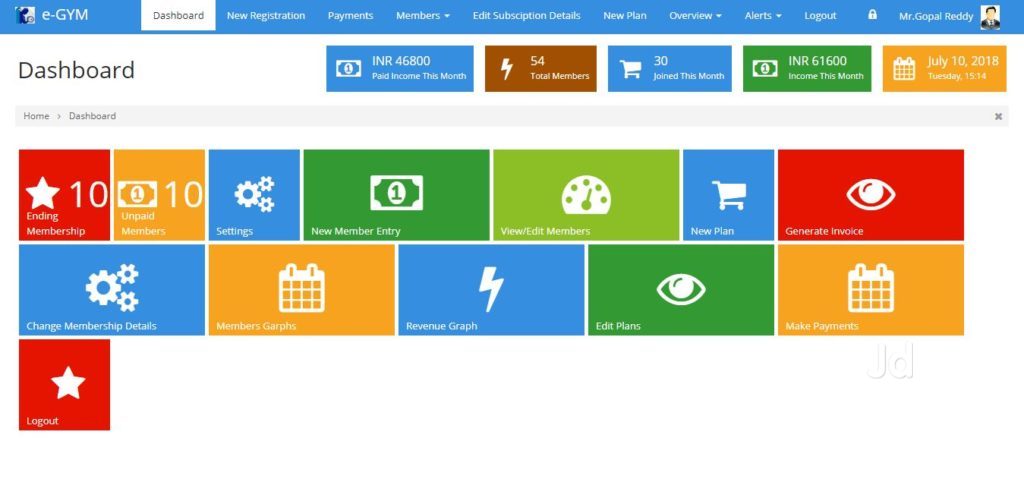 e-GYM
Dashboard
New Registration
Payments
Members
Edit Subsciption Details
New Plan
Overview
Alerts
Logout
Mr.Gopal Reddy
Dashboard
INR 46800
Paid Income This Month
54
Total Members
30
Joined This Month
INR 61600
Income This Month
July 10, 2018
Tuesday, 15:14
Home > Dashboard
10
Ending
Membership
10
Unpaid
Members
Settings
1
New Member Entry
View/Edit Members
New Plan
Generate Invoice
Change Membership Details
Members Garphs
Revenue Graph
Edit Plans
Make Payments
Jd
Logout